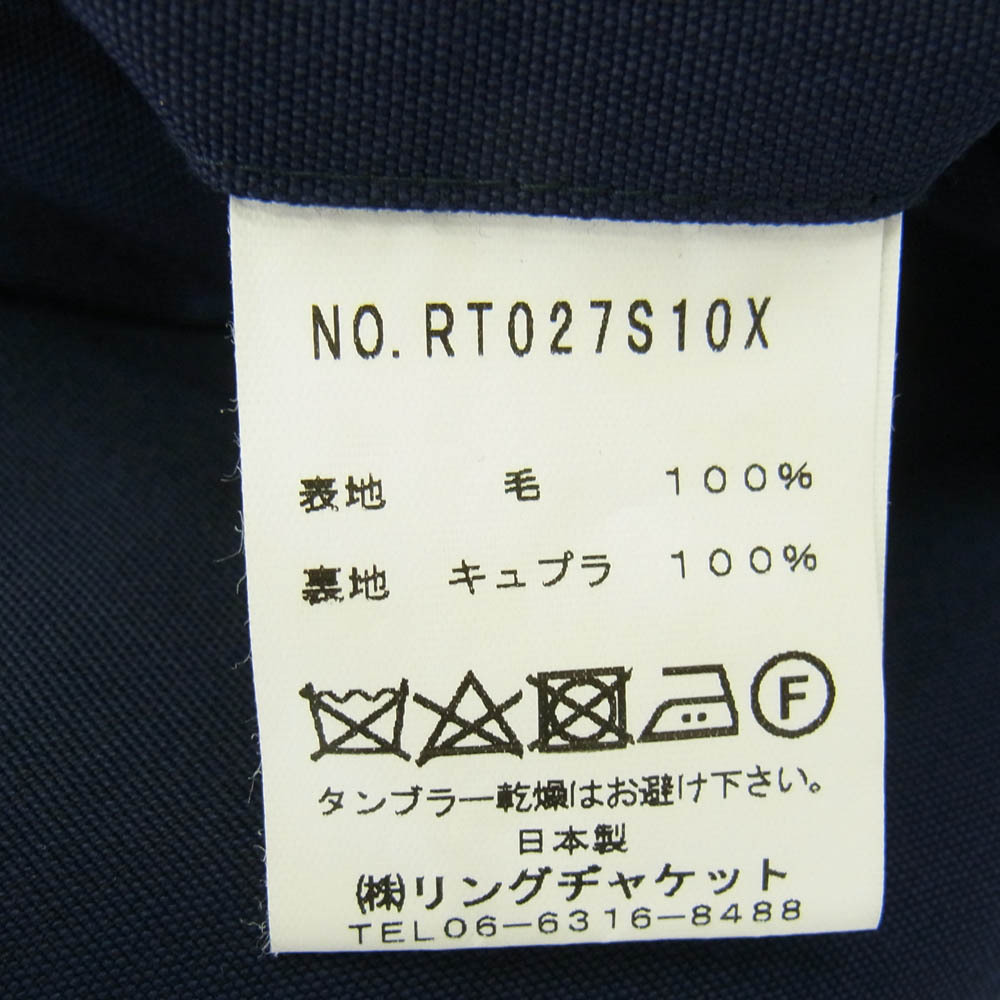 NO.RT027S10X
表地 毛 100%
裏地 キュプラ 100%
F
タンブラー乾燥はお避け下さい。
日本製
(株)リングヂャケット
TEL06-6316-8488